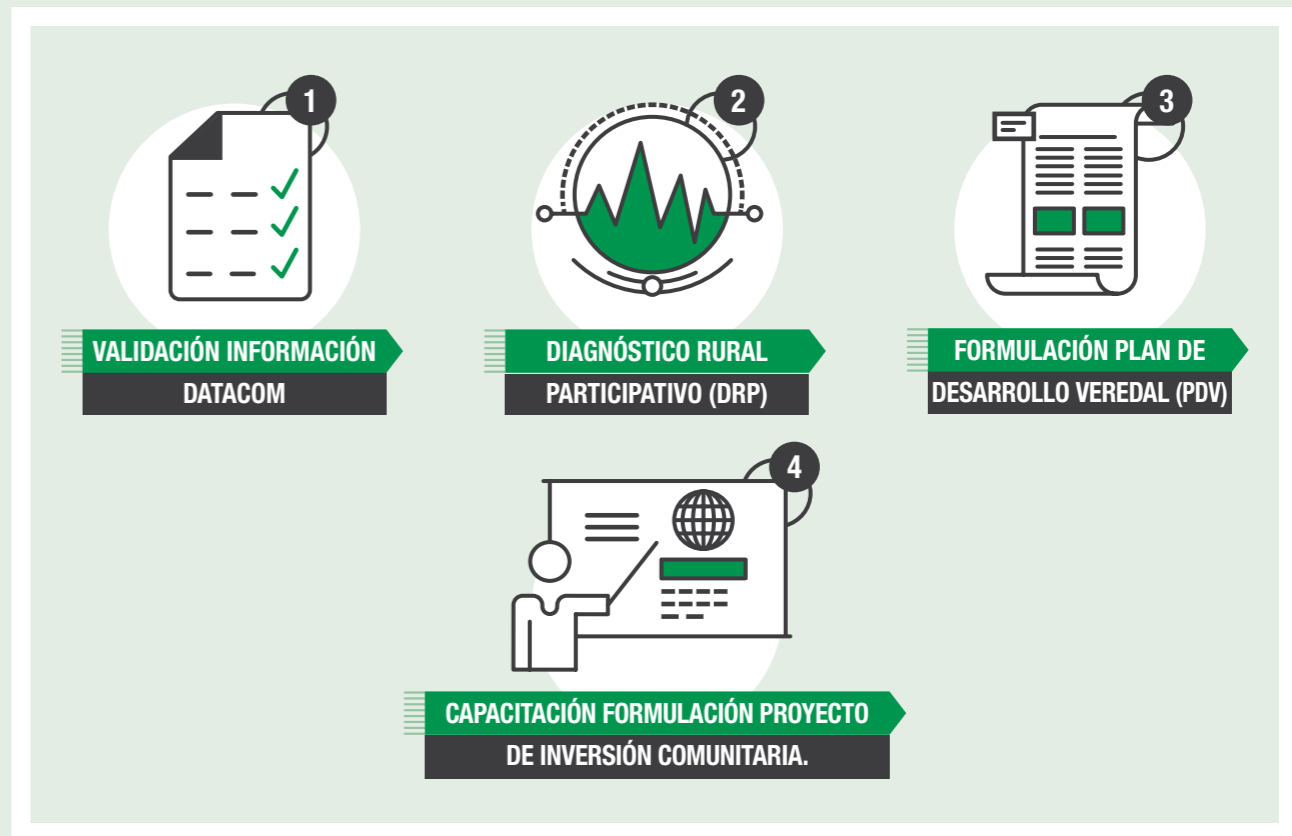 1
VALIDACIÓN INFORMACIÓN
DATACOM
2
DIAGNÓSTICO RURAL
PARTICIPATIVO (DRP)
3
FORMULACIÓN PLAN DE
DESARROLLO VEREDAL (PDV)
4
CAPACITACIÓN FORMULACIÓN PROYECTO
DE INVERSIÓN COMUNITARIA.